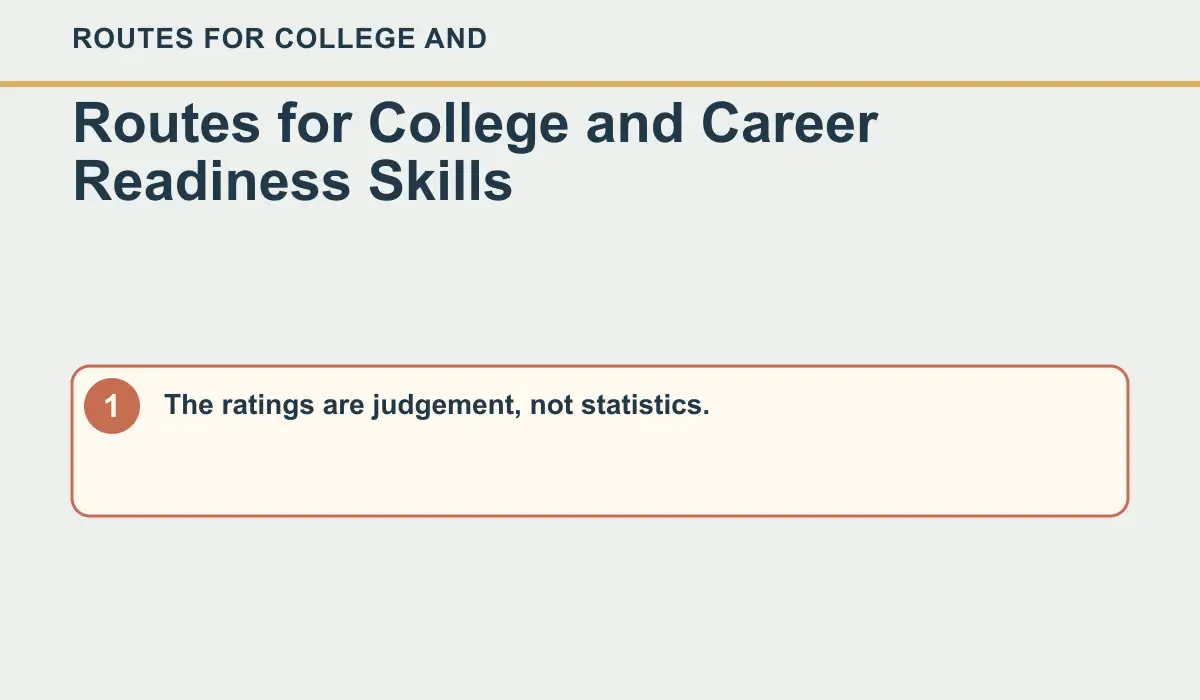 ROUTES FOR COLLEGE AND
Routes for College and Career
Readiness Skills
1
The ratings are judgement, not statistics.